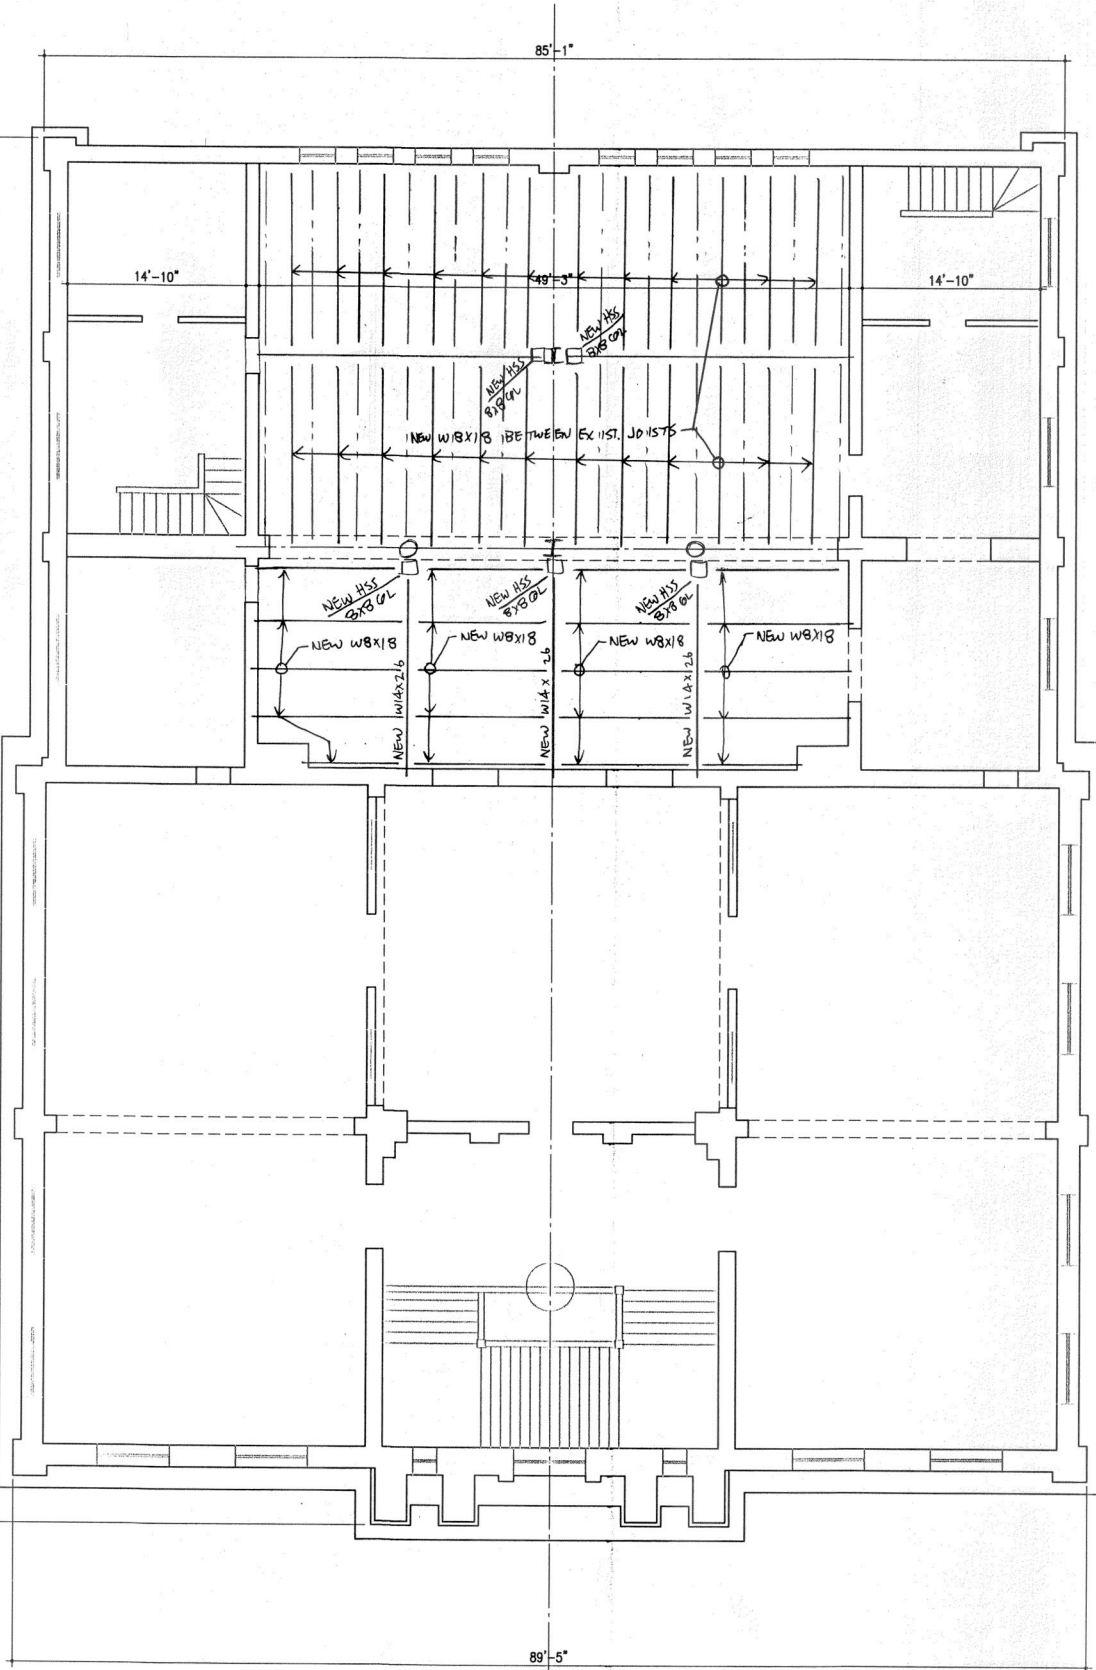 85'-1"
14'-10"
49'-3"
14'-10"
NEW HSS
8X8 COL
NEW HSS
8X8 COL
NEW W8X18 BETWEEN EXIST. JOISTS
NEW HSS
8X8 COL
NEW HSS
8X8 COL
NEW HSS
8X8 COL
NEW W8X18
NEW W8X18
NEW W8X18
NEW W8X18
NEW W14X26
NEW W14 X 26
NEW W14X26
89'-5"